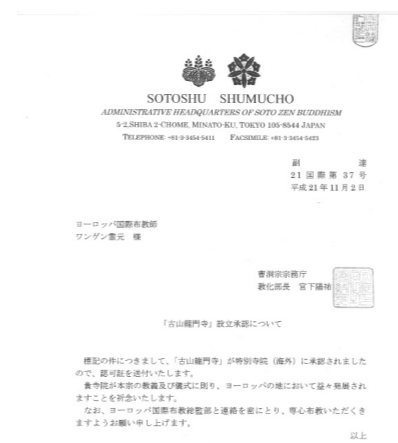 SOTOSHU SHUMUCHO
ADMINISTRATIVE HEADQUARTERS OF SOTO ZEN BUDDHISM
5-2,SHIBA 2-CHOME, MINATO-KU, TOKYO 105-8544 JAPAN
TELEPHONE +81-3-3454-5411 FACSIMILE +81-3-3454-5423
副 達
21 国 際 第 37 号
平成 21 年 11 月 2 日
ヨーロッパ国際布教師
ワンゲン霊元 様
曹洞宗宗務庁
教化部長 宮下陽祐
「古山龍門寺」設立承認について
標記の件につきまして、「古山龍門寺」が特別寺院（海外）に承認されました
ので、認可証を送付いたします。
貴寺院が本宗の教義及び儀式に則り、ヨーロッパの地において益々発展され
ますことを祈念いたします。
なお、ヨーロッパ国際布教総監部と連絡を密にとり、専心布教いただくき
ますようお願い申し上げます。
以上